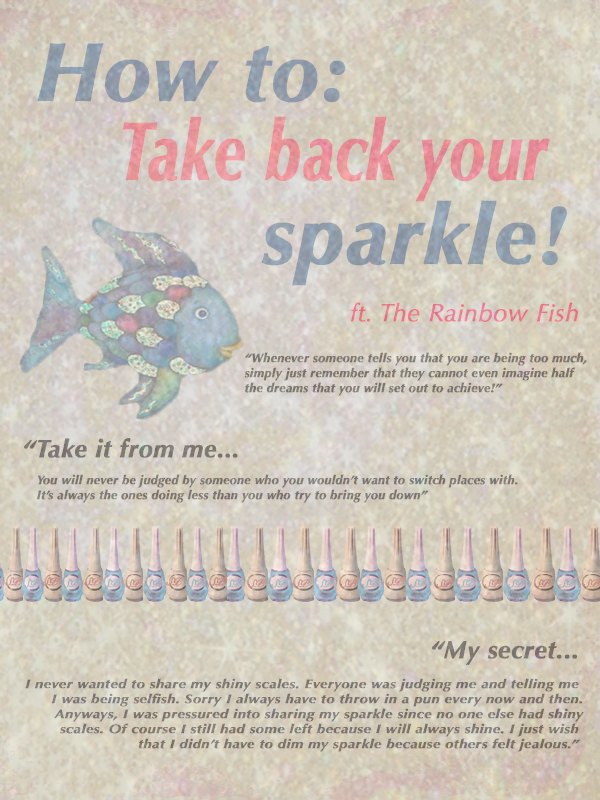 How to:
Take back your
sparkle!
ft. The Rainbow Fish
"Whenever someone tells you that you are being too much,
simply just remember that they cannot even imagine half
the dreams that you will set out to achieve!"
"Take it from me...
You will never be judged by someone who you wouldn't want to switch places with.
It's always the ones doing less than you who try to bring you down"
"My secret...
I never wanted to share my shiny scales. Everyone was judging me and telling me
I was being selfish. Sorry I always have to throw in a pun every now and then.
Anyways, I was pressured into sharing my sparkle since no one else had shiny
scales. Of course I still had some left because I will always shine. I just wish
that I didn't have to dim my sparkle because others felt jealous."